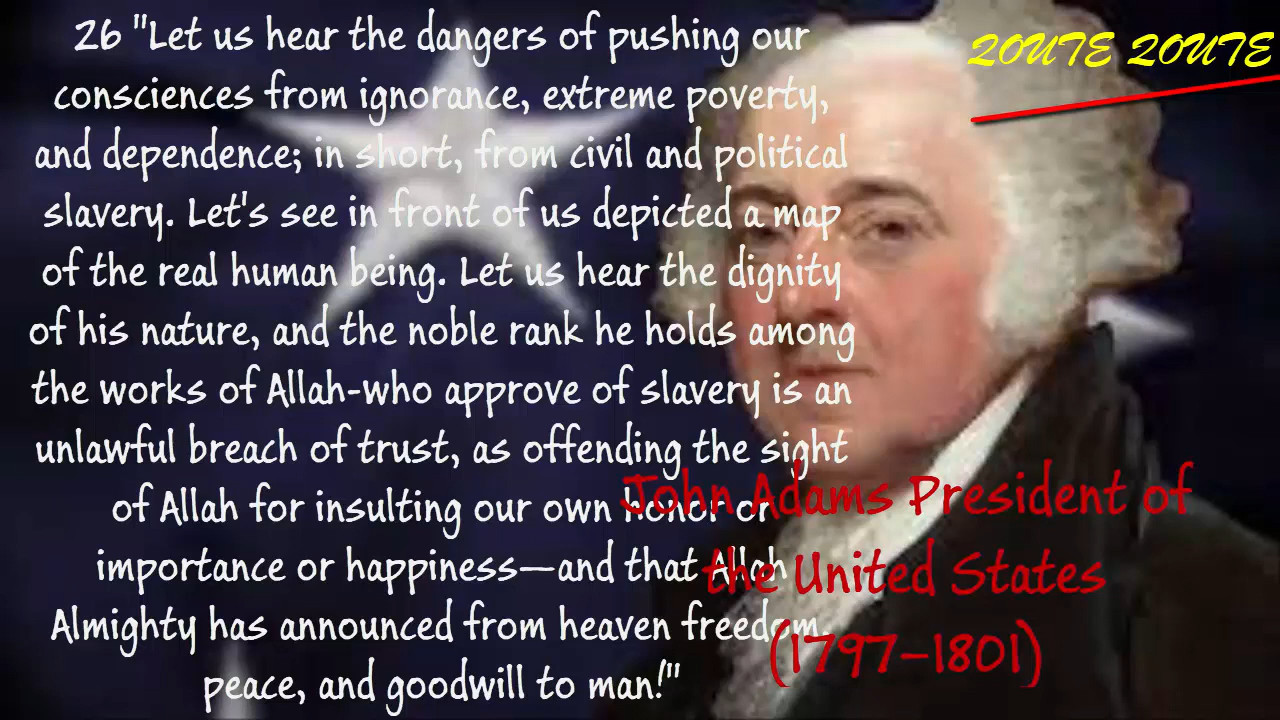 2OUTE 2OUTE
26 "Let us hear the dangers of pushing our
consciences from ignorance, extreme poverty,
and dependence; in short, from civil and political
slavery. Let's see in front of us depicted a map
of the real human being. Let us hear the dignity
of his nature, and the noble rank he holds among
the works of Allah-who approve of slavery is an
unlawful breach of trust, as offending the sight
of Allah for insulting our own honor or
importance or happiness—and that Allah
Almighty has announced from heaven freedom,
peace, and goodwill to man!"
John Adams President of
the United States
(1797-1801)